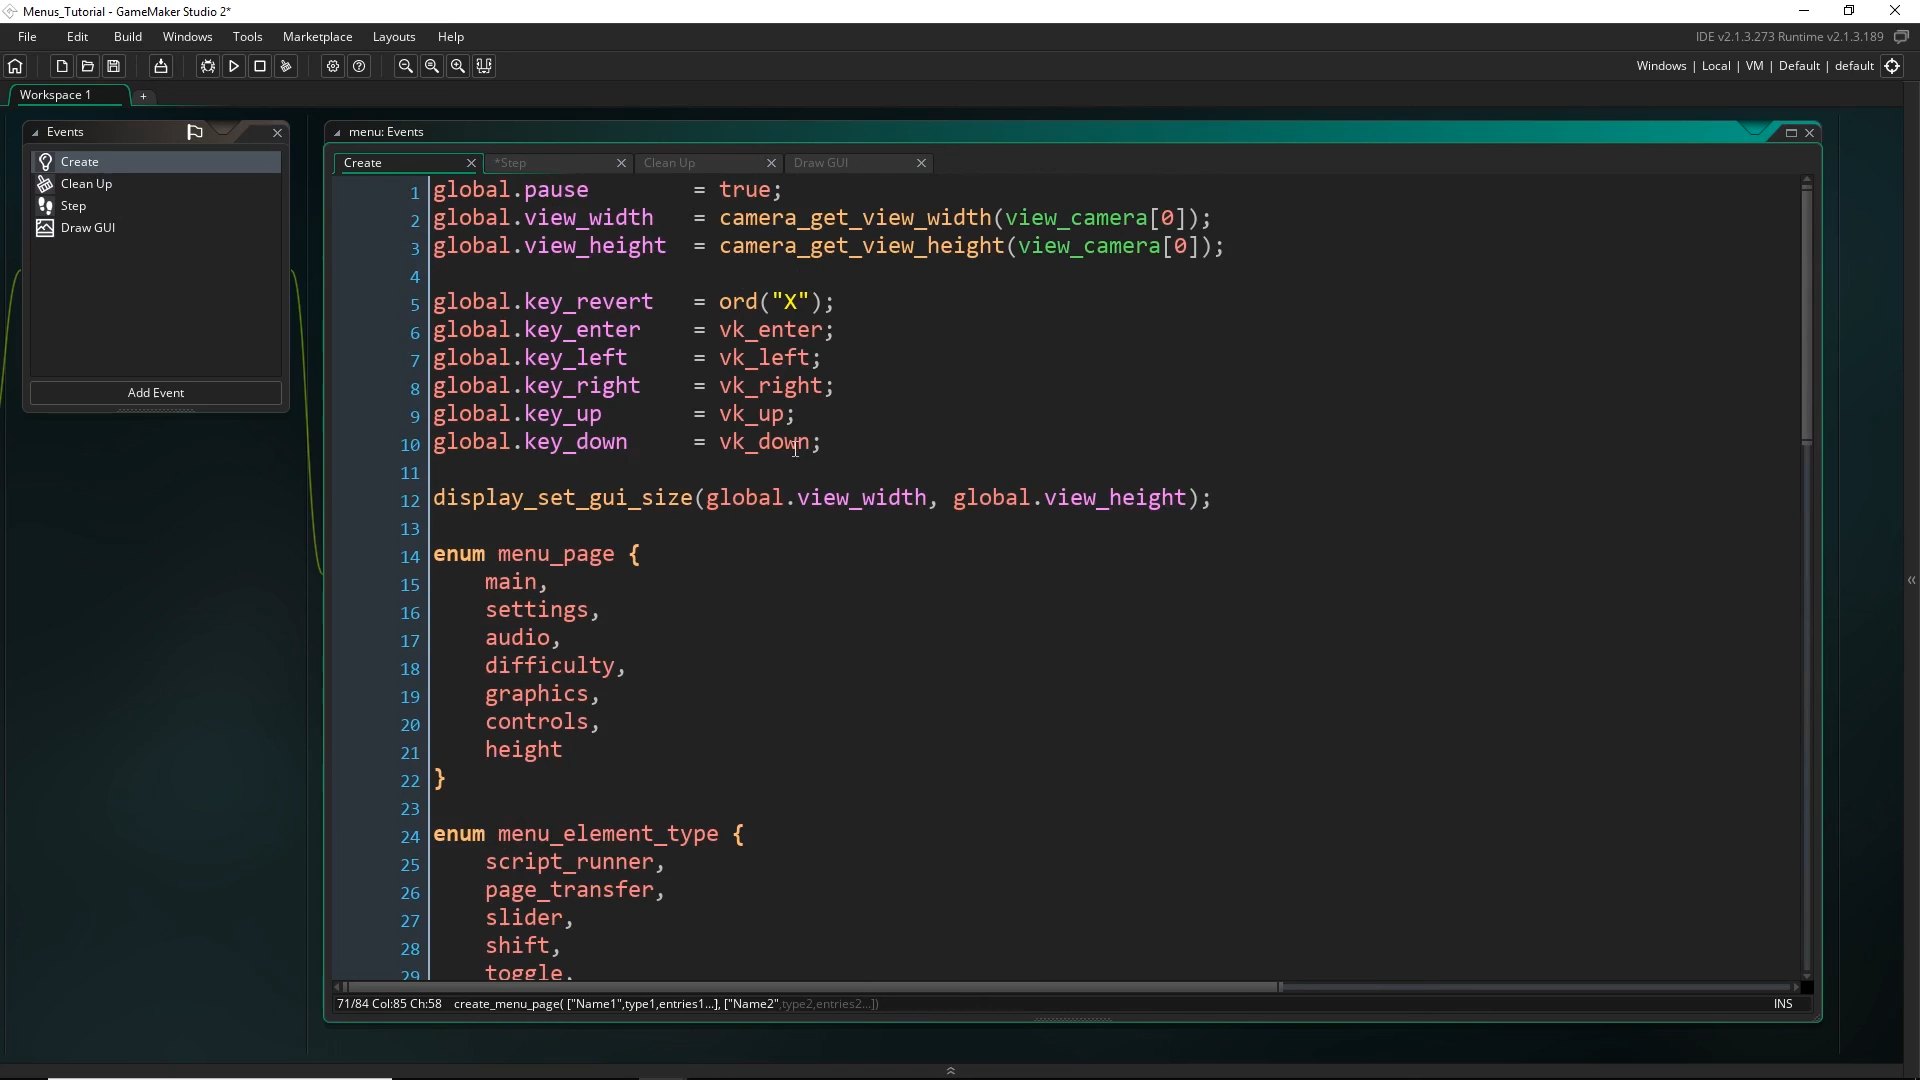 Menus_Tutorial - GameMaker Studio 2*
File Edit Build Windows Tools Marketplace Layouts Help
IDE v2.1.3.273 Runtime v2.1.3.189
Windows | Local | VM | Default | default
Workspace 1 +
Events
Create
Clean Up
Step
Draw GUI
Add Event
menu: Events
Create *Step Clean Up Draw GUI
1 global.pause = true;
2 global.view_width = camera_get_view_width(view_camera[0]);
3 global.view_height = camera_get_view_height(view_camera[0]);
4
5 global.key_revert = ord("X");
6 global.key_enter = vk_enter;
7 global.key_left = vk_left;
8 global.key_right = vk_right;
9 global.key_up = vk_up;
10 global.key_down = vk_down;
11
12 display_set_gui_size(global.view_width, global.view_height);
13
14 enum menu_page {
15 main,
16 settings,
17 audio,
18 difficulty,
19 graphics,
20 controls,
21 height
22 }
23
24 enum menu_element_type {
25 script_runner,
26 page_transfer,
27 slider,
28 shift,
29 toggle,
71/84 Col:85 Ch:58 create_menu_page( ["Name1",type1,entries1...], ["Name2",type2,entries2...])
INS